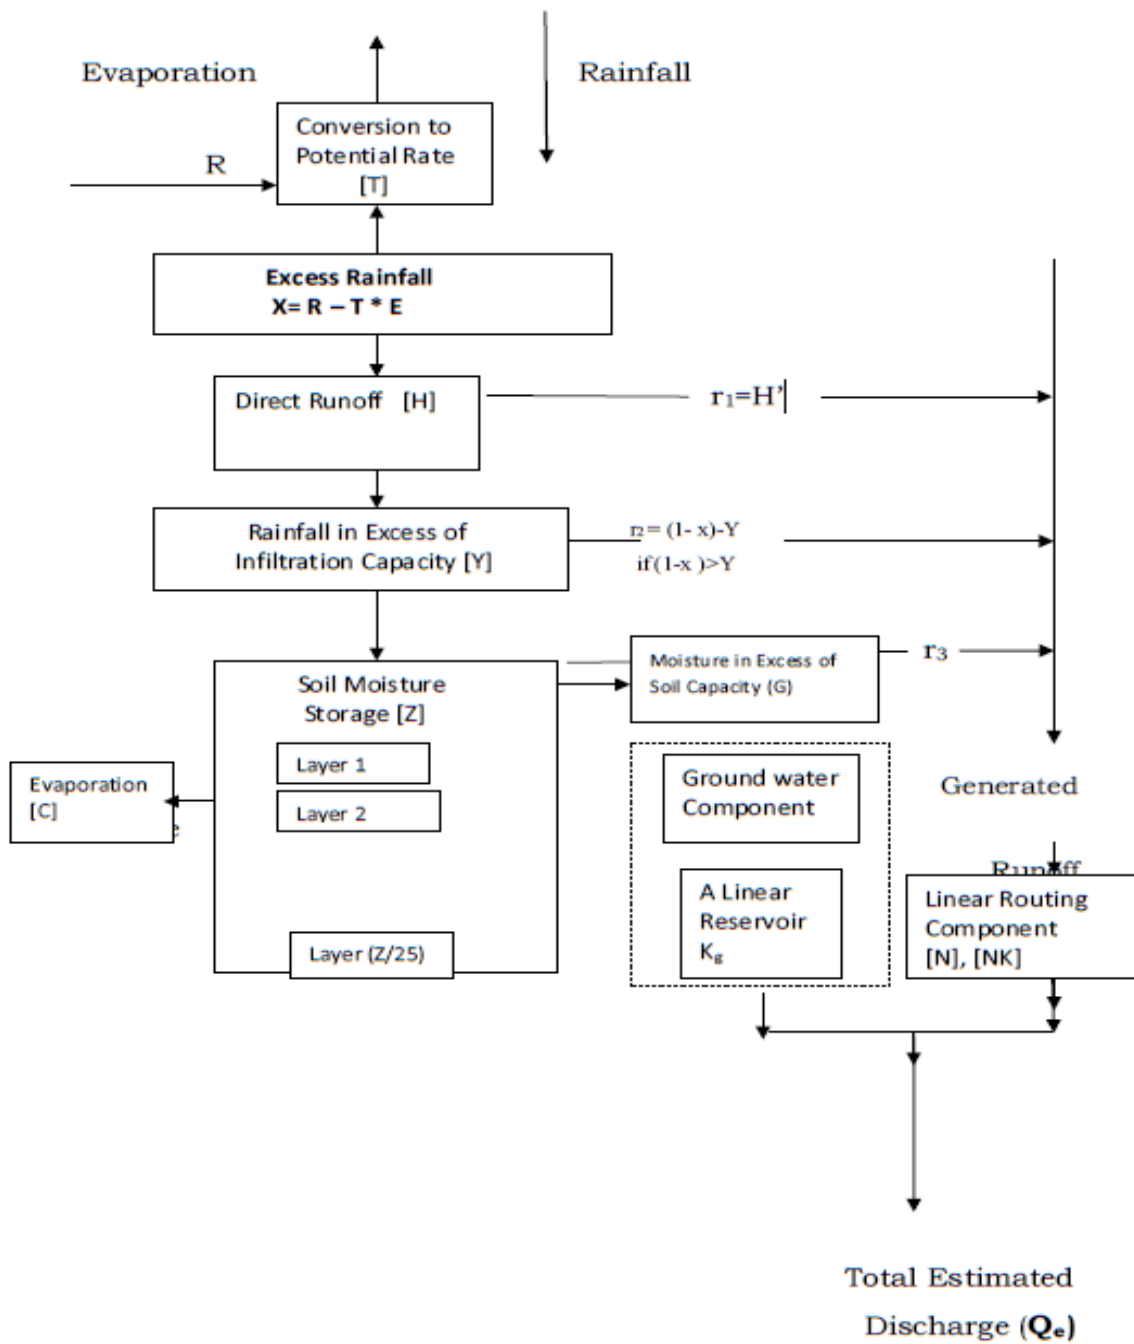 Evaporation
Rainfall
Conversion to
Potential Rate
[T]
R
Excess Rainfall
X= R – T * E
Direct Runoff [H]
r₁=H'
Rainfall in Excess of
Infiltration Capacity [Y]
r₂= (1- x)-Y
if (1-x )>Y
Soil Moisture
Storage [Z]
Moisture in Excess of
Soil Capacity (G)
r₃
Layer 1
Layer 2
Layer (Z/25)
Evaporation
[C]
e
Ground water
Component
A Linear
Reservoir
Kg
Generated
Runoff
Linear Routing
Component
[N], [NK]
Total Estimated
Discharge (Qₑ)